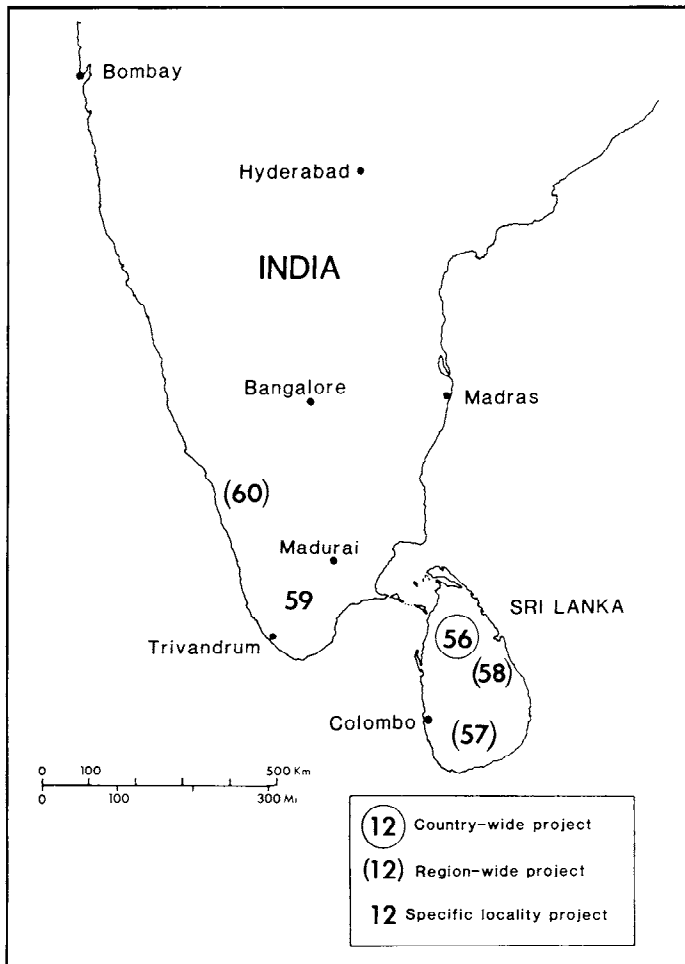 Bombay
Hyderabad
INDIA
Bangalore
Madras
(60)
Madurai
59
SRI LANKA
Trivandrum
56
(58)
Colombo
(57)
0 100 500 Km
0 100 300 Mi
12 Country-wide project
(12) Region-wide project
12 Specific locality project